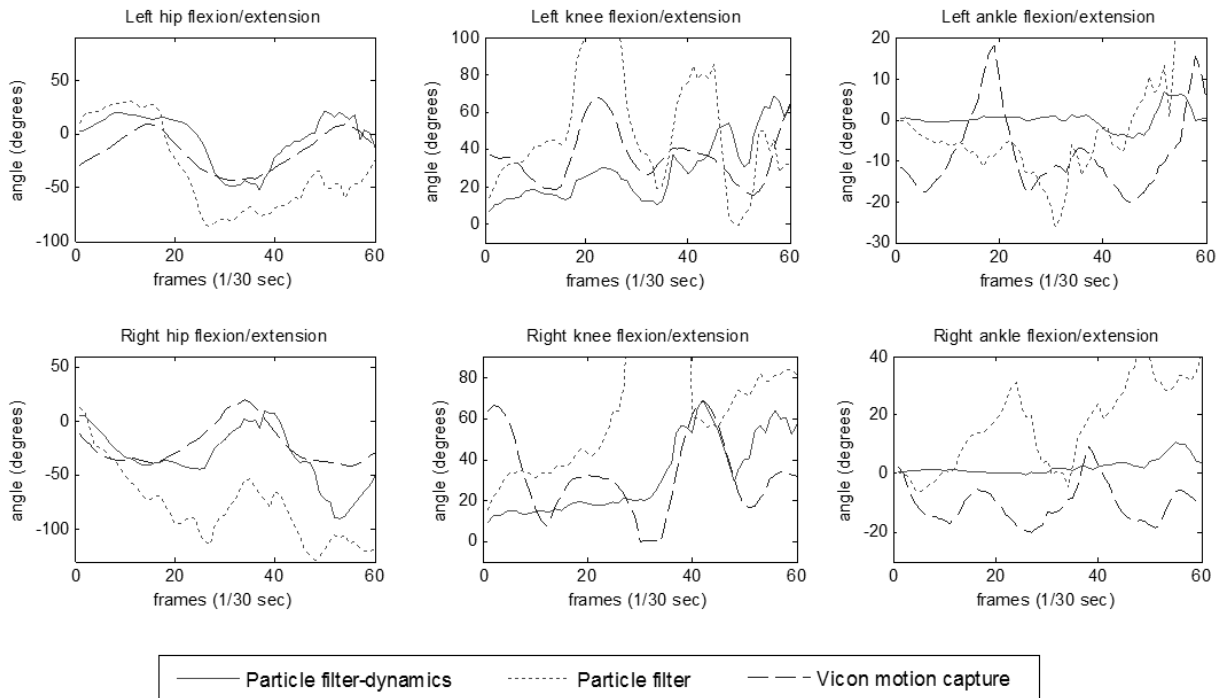 Left hip flexion/extension
Left knee flexion/extension
Left ankle flexion/extension
angle (degrees)
50
0
-50
-100
0 20 40 60
frames (1/30 sec)
angle (degrees)
100
80
60
40
20
0
0 20 40 60
frames (1/30 sec)
angle (degrees)
20
10
0
-10
-20
-30
0 20 40 60
frames (1/30 sec)
Right hip flexion/extension
Right knee flexion/extension
Right ankle flexion/extension
angle (degrees)
50
0
-50
-100
0 20 40 60
frames (1/30 sec)
angle (degrees)
80
60
40
20
0
0 20 40 60
frames (1/30 sec)
angle (degrees)
40
20
0
-20
0 20 40 60
frames (1/30 sec)
Particle filter-dynamics Particle filter Vicon motion capture